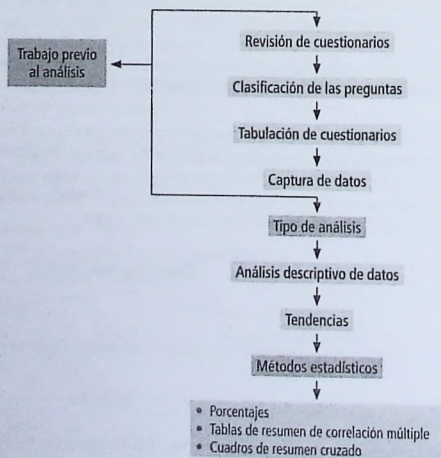 Trabajo previo
al análisis
Revisión de cuestionarios
Clasificación de las preguntas
Tabulación de cuestionarios
Captura de datos
Tipo de análisis
Análisis descriptivo de datos
Tendencias
Métodos estadísticos
• Porcentajes
• Tablas de resumen de correlación múltiple
• Cuadros de resumen cruzado